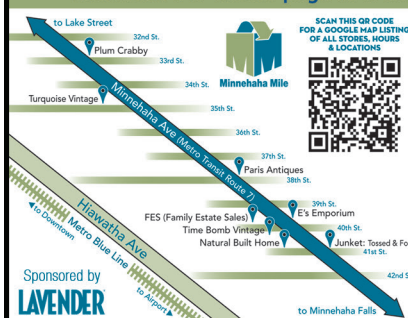 to Lake Street
SCAN THIS QR CODE
FOR A GOOGLE MAP LISTING
OF ALL STORES, HOURS
& LOCATIONS
32nd St.
Plum Crabby
33rd St.
Minnehaha Mile
34th St.
Turquoise Vintage
35th St.
Minnehaha Ave (Metro Transit Route 7)
36th St.
37th St.
Paris Antiques
38th St.
39th St.
E's Emporium
FES (Family Estate Sales)
40th St.
Time Bomb Vintage
Natural Built Home
Junket: Tossed & Fo
41st St.
42nd St
Hiawatha Ave
to Downtown
Metro Blue Line
to Airport
Sponsored by
LAVENDER
to Minnehaha Falls